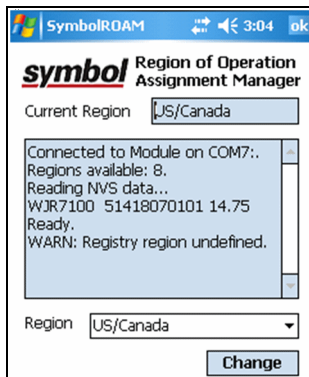 SymbolROAM 3:04 ok
symbol Region of Operation
Assignment Manager
Current Region US/Canada
Connected to Module on COM7:.
Regions available: 8.
Reading NVS data...
WJR7100 51418070101 14.75
Ready.
WARN: Registry region undefined.
Region US/Canada
Change